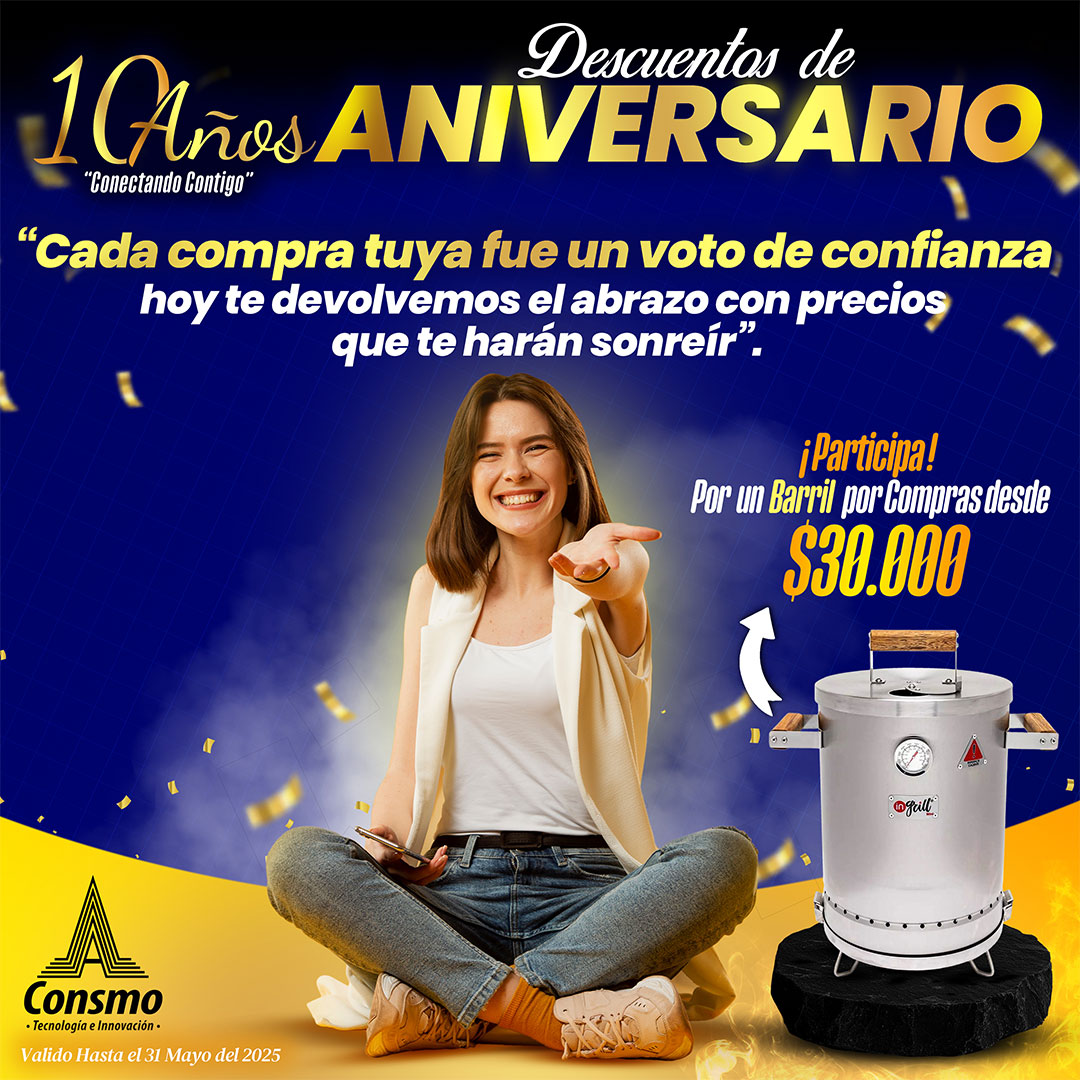 10 Años
"Conectando Contigo"
Descuentos de
ANIVERSARIO
“Cada compra tuya fue un voto de confianza
hoy te devolvemos el abrazo con precios
que te harán sonreír”.
¡Participa!
Por un Barril por Compras desde
$30.000
in grill
Consmo
• Tecnología e Innovación •
Valido Hasta el 31 Mayo del 2025